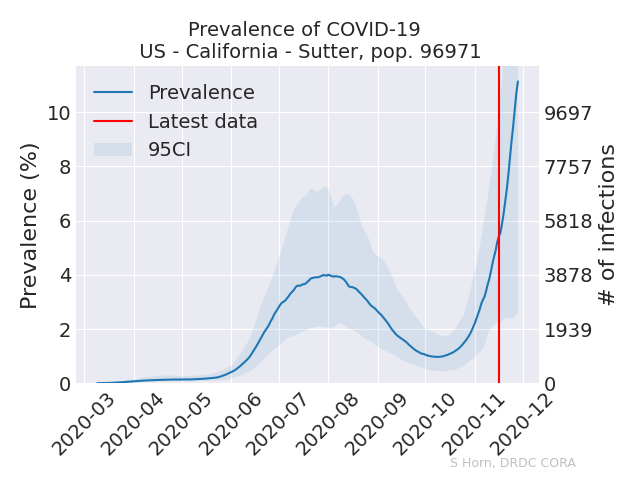 Prevalence of COVID-19
US - California - Sutter, pop. 96971
Prevalence
Latest data
95CI
Prevalence (%)
10
8
6
4
2
0
9697
7757
5818
3878
1939
0
# of infections
2020-03
2020-04
2020-05
2020-06
2020-07
2020-08
2020-09
2020-10
2020-11
2020-12
S Horn, DRDC CORA